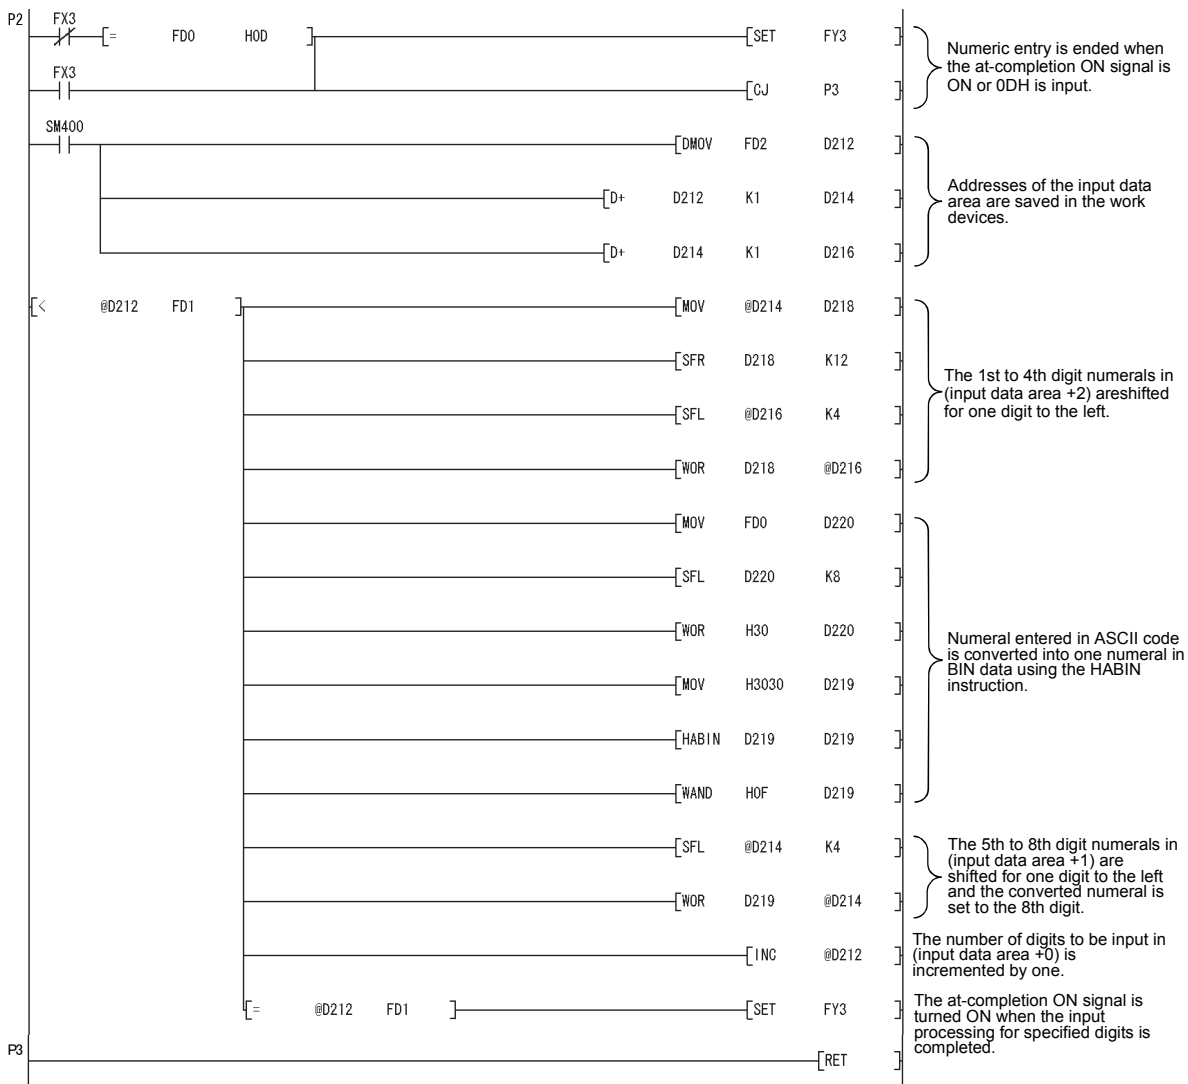 P2 FX3
[= FD0 H0D ] [SET FY3 ]
FX3
[CJ P3 ]
Numeric entry is ended when
the at-completion ON signal is
ON or 0DH is input.
SM400
[DMOV FD2 D212 ]
[D+ D212 K1 D214 ]
[D+ D214 K1 D216 ]
Addresses of the input data
area are saved in the work
devices.
[< @D212 FD1 ] [MOV @D214 D218 ]
[SFR D218 K12 ]
[SFL @D216 K4 ]
[WOR D218 @D216 ]
The 1st to 4th digit numerals in
(input data area +2) areshifted
for one digit to the left.
[MOV FD0 D220 ]
[SFL D220 K8 ]
[WOR H30 D220 ]
[MOV H3030 D219 ]
[HABIN D219 D219 ]
[WAND H0F D219 ]
Numeral entered in ASCII code
is converted into one numeral in
BIN data using the HABIN
instruction.
[SFL @D214 K4 ]
[WOR D219 @D214 ]
The 5th to 8th digit numerals in
(input data area +1) are
shifted for one digit to the left
and the converted numeral is
set to the 8th digit.
[INC @D212 ]
The number of digits to be input in
(input data area +0) is
incremented by one.
[= @D212 FD1 ] [SET FY3 ]
The at-completion ON signal is
turned ON when the input
processing for specified digits is
completed.
P3
[RET ]